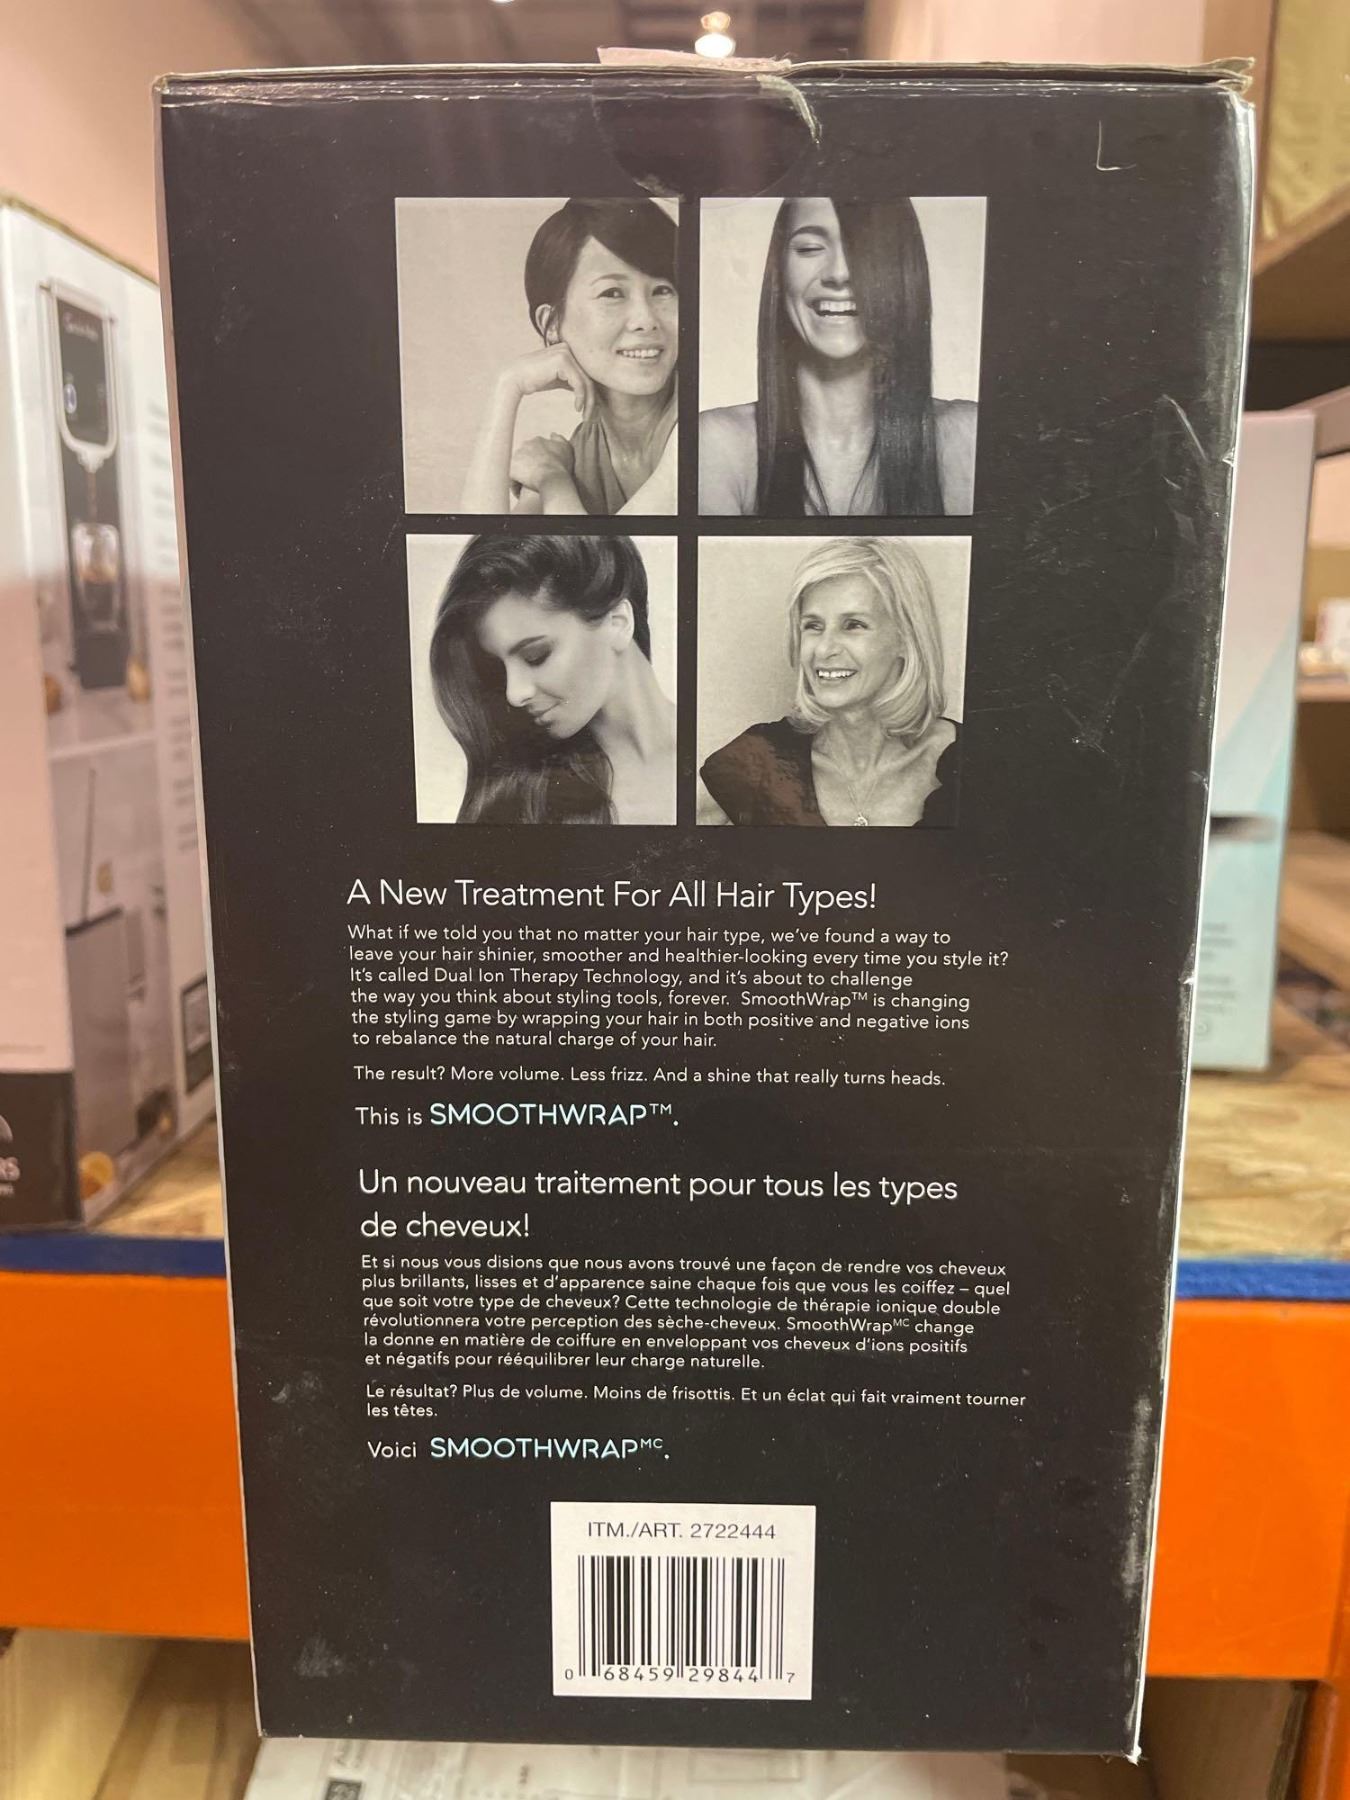 A New Treatment For All Hair Types!
What if we told you that no matter your hair type, we've found a way to
leave your hair shinier, smoother and healthier-looking every time you style it?
It's called Dual Ion Therapy Technology, and it's about to challenge
the way you think about styling tools, forever. SmoothWrap™ is changing
the styling game by wrapping your hair in both positive and negative ions
to rebalance the natural charge of your hair.
The result? More volume. Less frizz. And a shine that really turns heads.
This is SMOOTHWRAP™.
Un nouveau traitement pour tous les types
de cheveux!
Et si nous vous disions que nous avons trouvé une façon de rendre vos cheveux
plus brillants, lisses et d'apparence saine chaque fois que vous les coiffez – quel
que soit votre type de cheveux? Cette technologie de thérapie ionique double
révolutionnera votre perception des sèche-cheveux. SmoothWrapᴹᶜ change
la donne en matière de coiffure en enveloppant vos cheveux d'ions positifs
et négatifs pour rééquilibrer leur charge naturelle.
Le résultat? Plus de volume. Moins de frisottis. Et un éclat qui fait vraiment tourner
les têtes.
Voici SMOOTHWRAPᴹᶜ.
ITM./ART. 2722444
0 68459 29844 7